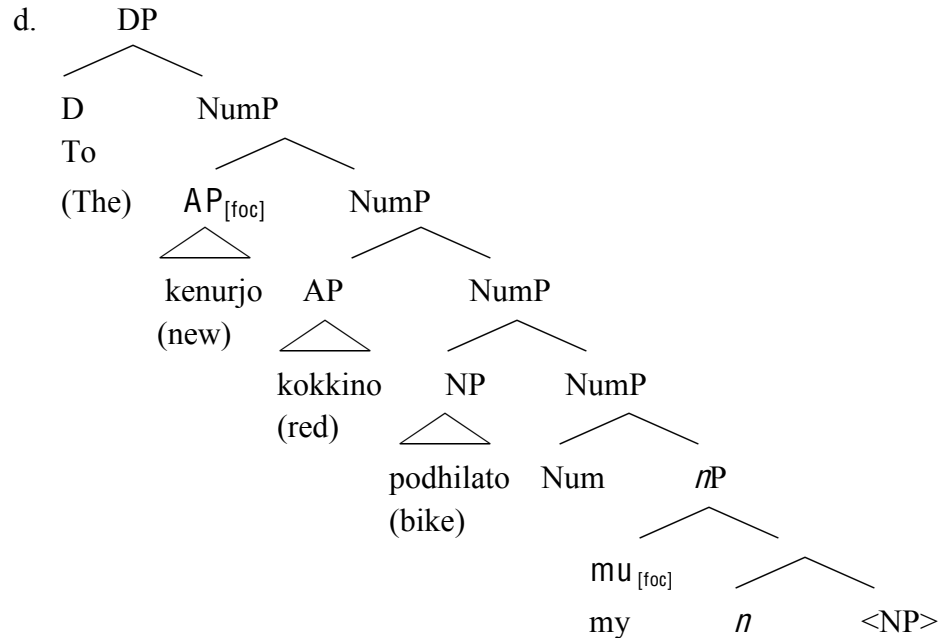 d. DP
D NumP
To
(The) AP[foc] NumP
kenurjo AP NumP
(new)
kokkino NP NumP
(red)
podhilato Num nP
(bike)
mu [foc]
my n <NP>